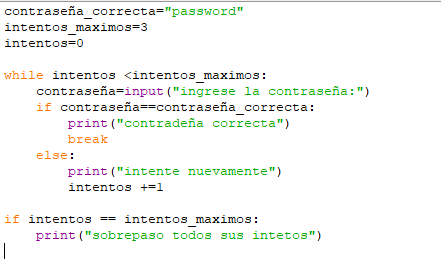 contraseña_correcta="password"
intentos_maximos=3
intentos=0
while intentos <intentos_maximos:
    contraseña=input("ingrese la contraseña:")
    if contraseña==contraseña_correcta:
        print("contradeña correcta")
        break
    else:
        print("intente nuevamente")
        intentos +=1
if intentos == intentos_maximos:
    print("sobrepaso todos sus intetos")